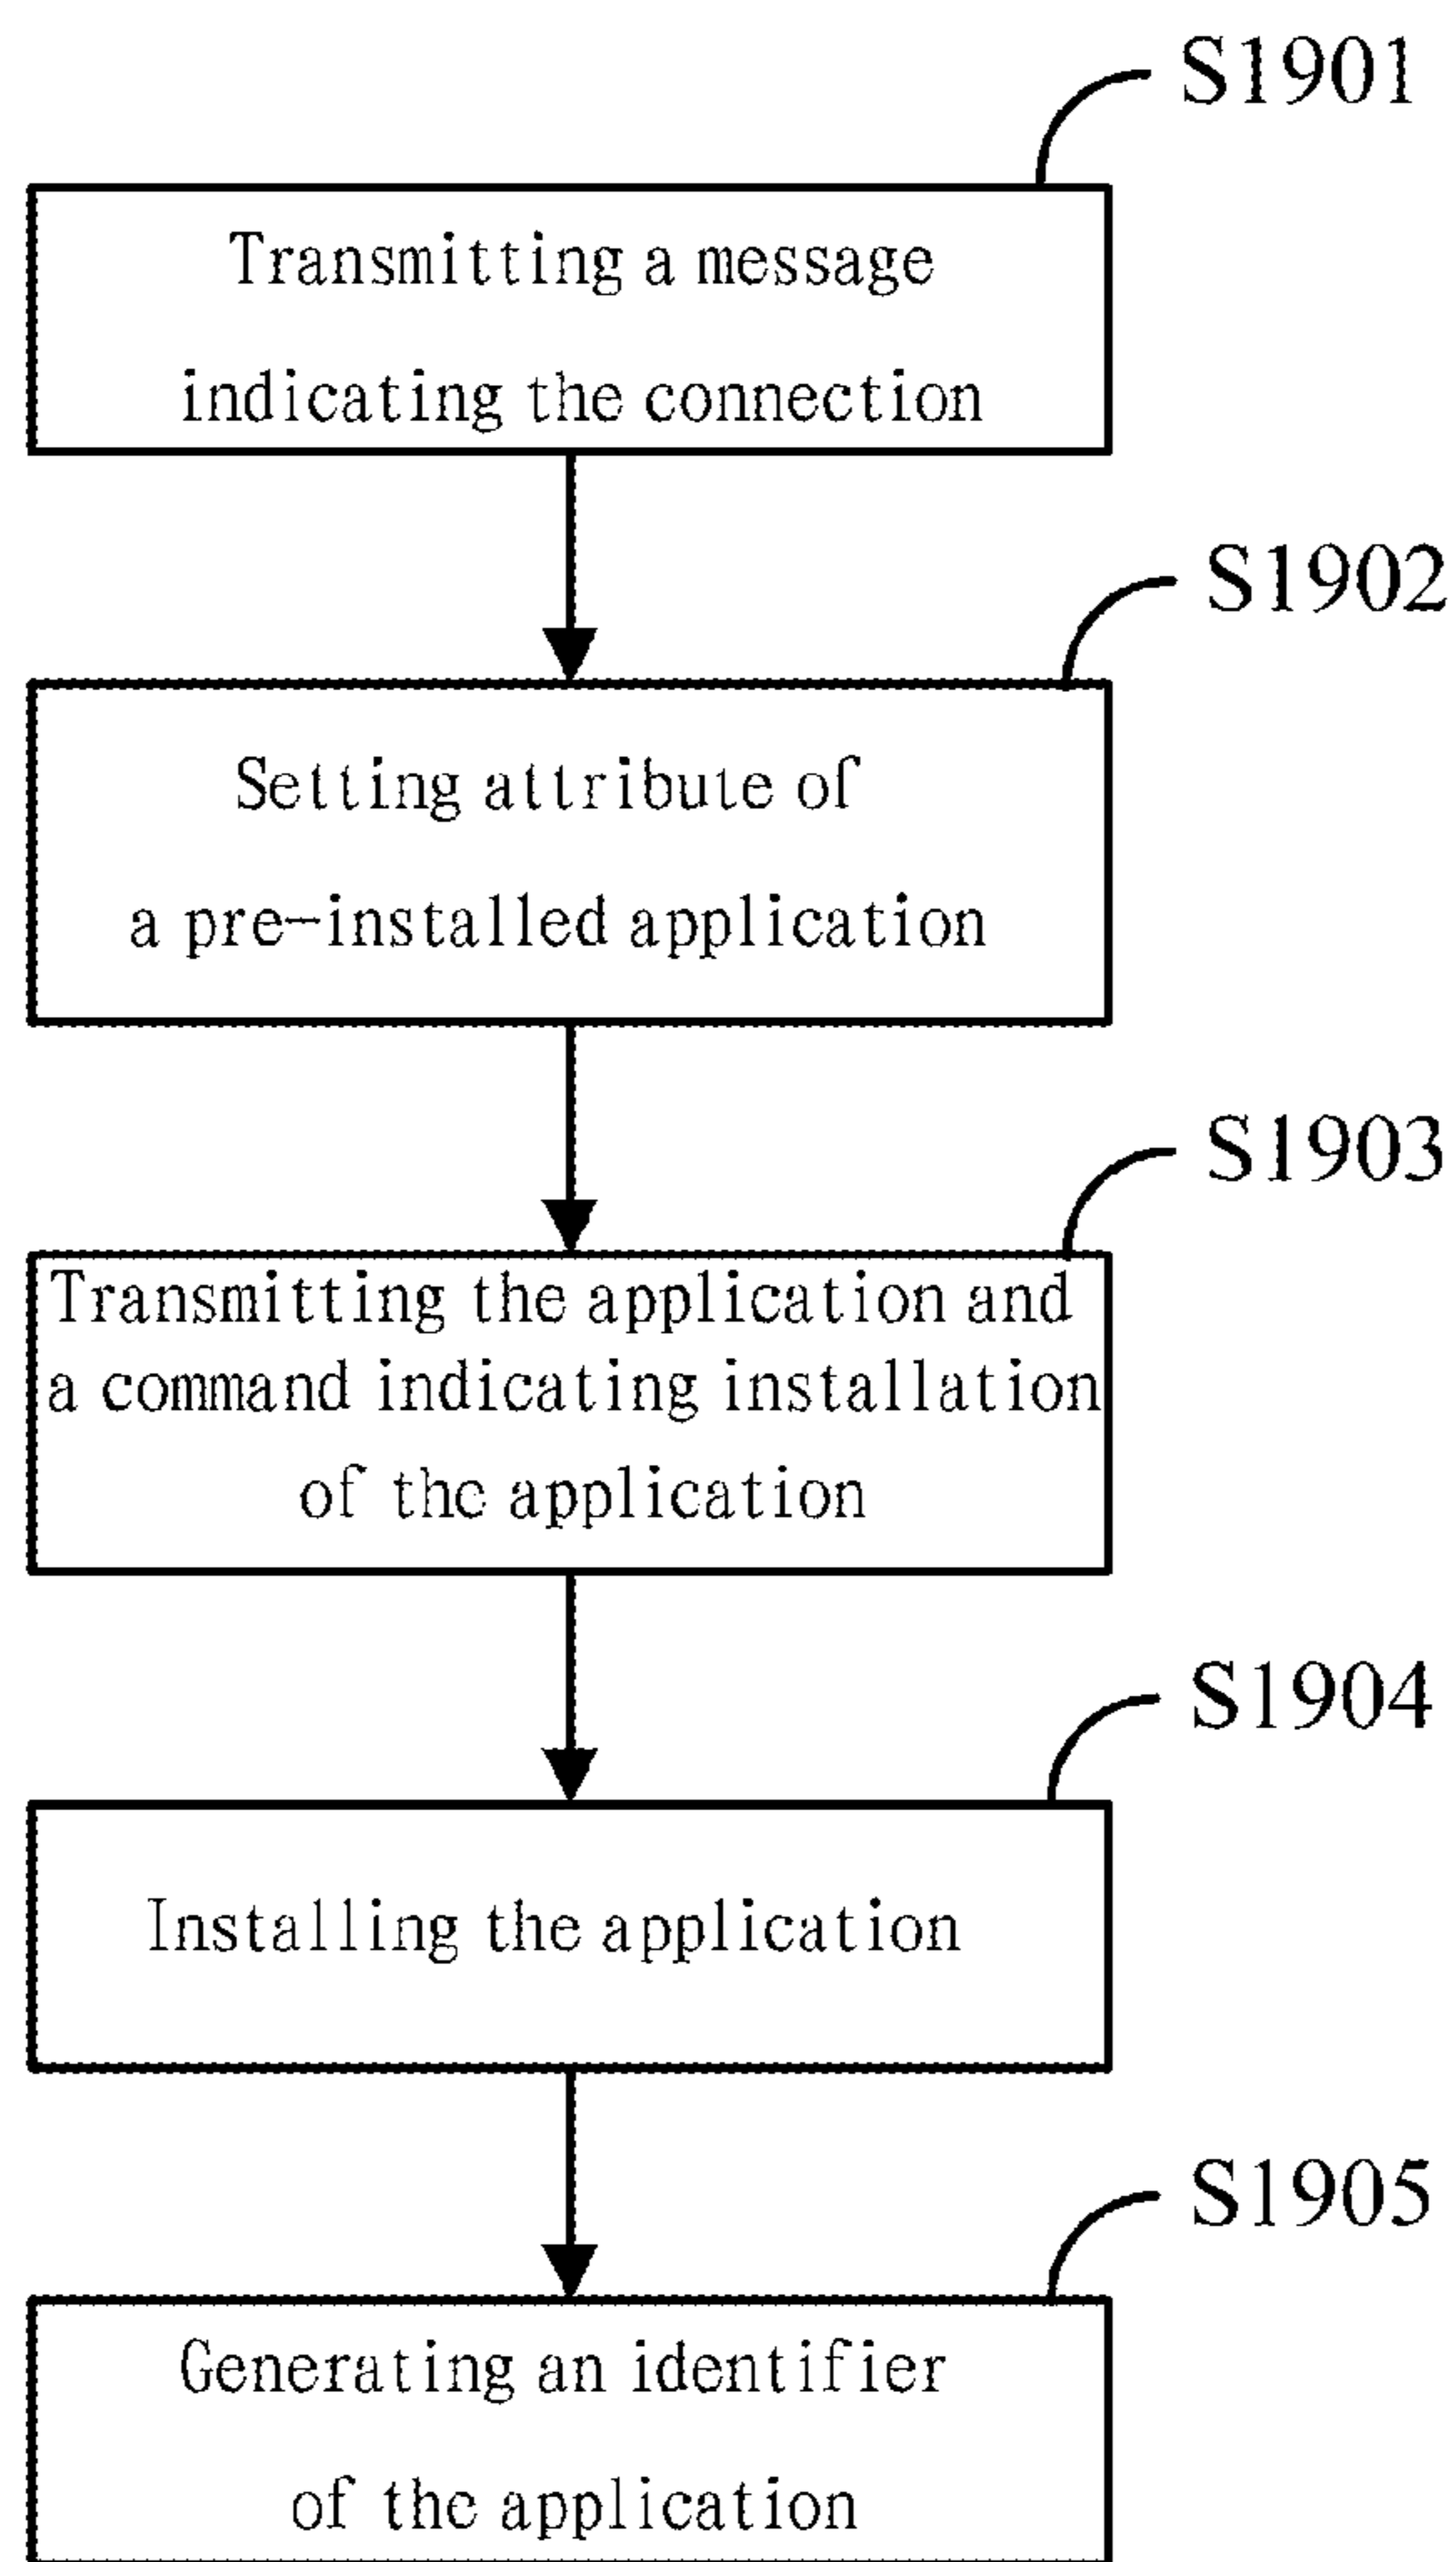 S1901
Transmitting a message
indicating the connection
S1902
Setting attribute of
a pre-installed application
S1903
Transmitting the application and
a command indicating installation
of the application
S1904
Installing the application
S1905
Generating an identifier
of the application